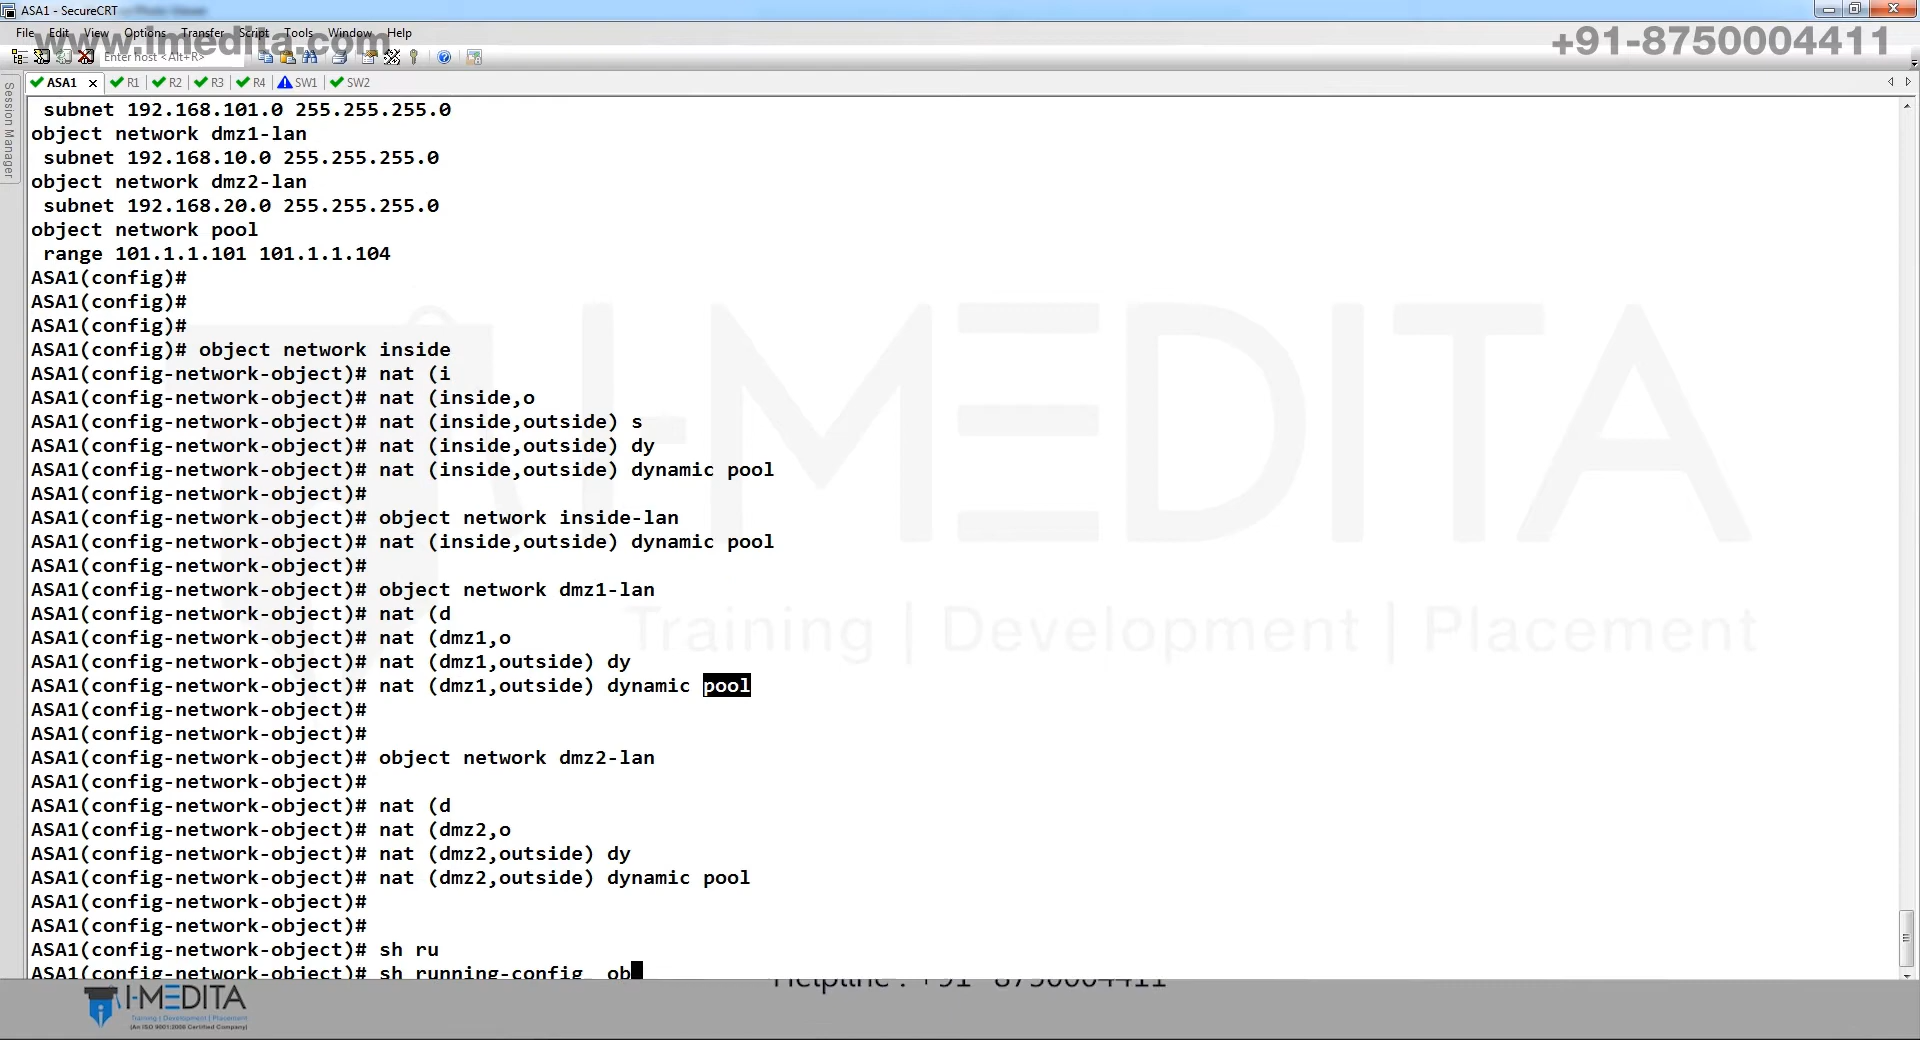 ASA1 - SecureCRT
File Edit View Options Transfer Script Tools Window Help
www.imedita.com
+91-8750004411
Enter host <Alt+R>
ASA1 R1 R2 R3 R4 SW1 SW2
Session Manager
subnet 192.168.101.0 255.255.255.0
object network dmz1-lan
subnet 192.168.10.0 255.255.255.0
object network dmz2-lan
subnet 192.168.20.0 255.255.255.0
object network pool
range 101.1.1.101 101.1.1.104
ASA1(config)#
ASA1(config)#
ASA1(config)#
ASA1(config)# object network inside
ASA1(config-network-object)# nat (i
ASA1(config-network-object)# nat (inside,o
ASA1(config-network-object)# nat (inside,outside) s
ASA1(config-network-object)# nat (inside,outside) dy
ASA1(config-network-object)# nat (inside,outside) dynamic pool
ASA1(config-network-object)#
ASA1(config-network-object)# object network inside-lan
ASA1(config-network-object)# nat (inside,outside) dynamic pool
ASA1(config-network-object)#
ASA1(config-network-object)# object network dmz1-lan
ASA1(config-network-object)# nat (d
ASA1(config-network-object)# nat (dmz1,o
ASA1(config-network-object)# nat (dmz1,outside) dy
ASA1(config-network-object)# nat (dmz1,outside) dynamic pool
ASA1(config-network-object)#
ASA1(config-network-object)#
ASA1(config-network-object)# object network dmz2-lan
ASA1(config-network-object)#
ASA1(config-network-object)# nat (d
ASA1(config-network-object)# nat (dmz2,o
ASA1(config-network-object)# nat (dmz2,outside) dy
ASA1(config-network-object)# nat (dmz2,outside) dynamic pool
ASA1(config-network-object)#
ASA1(config-network-object)#
ASA1(config-network-object)# sh ru
ASA1(config-network-object)# sh running-config ob
I-MEDITA
Training | Development | Placement
Helpline : +91 8750004411
I-MEDITA
Training | Development | Placement
(An ISO 9001:2008 Certified Company)